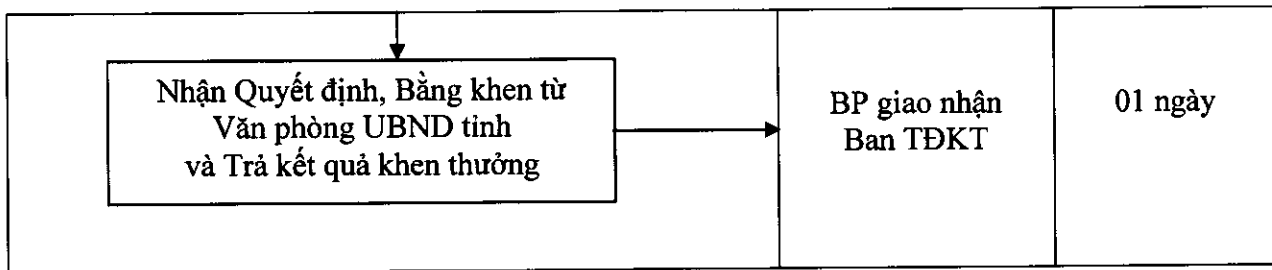 Nhận Quyết định, Bằng khen từ
Văn phòng UBND tỉnh
và Trả kết quả khen thưởng
BP giao nhận
Ban TĐKT
01 ngày